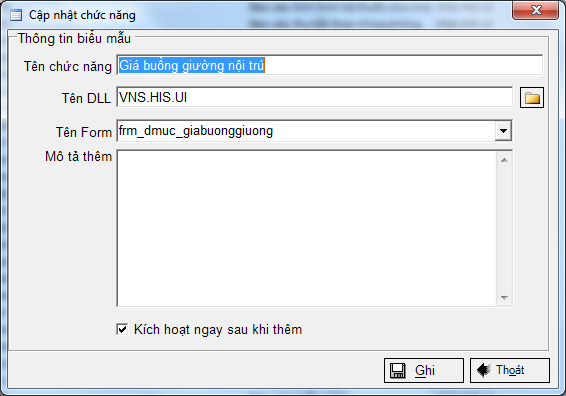 Cập nhật chức năng
Thông tin biểu mẫu
Tên chức năng Giá buồng giường nội trú
Tên DLL VNS.HIS.UI
Tên Form frm_dmuc_giabuonggiuong
Mô tả thêm
Kích hoạt ngay sau khi thêm
Ghi Thoát